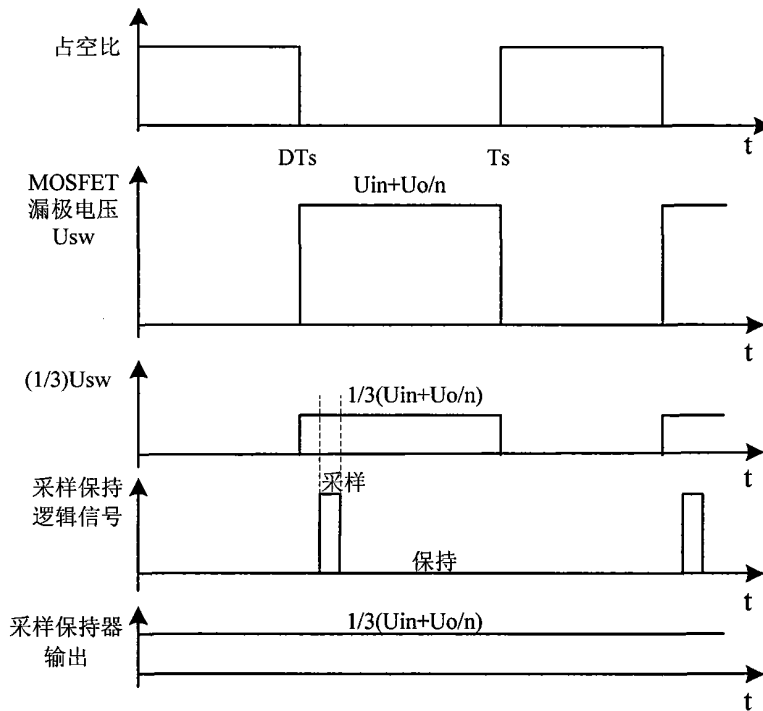 占空比
t
DTs
Ts
MOSFET
漏极电压
Usw
Uin+Uo/n
t
(1/3)Usw
1/3(Uin+Uo/n)
t
采样保持
逻辑信号
采样
保持
t
采样保持器
输出
1/3(Uin+Uo/n)
t